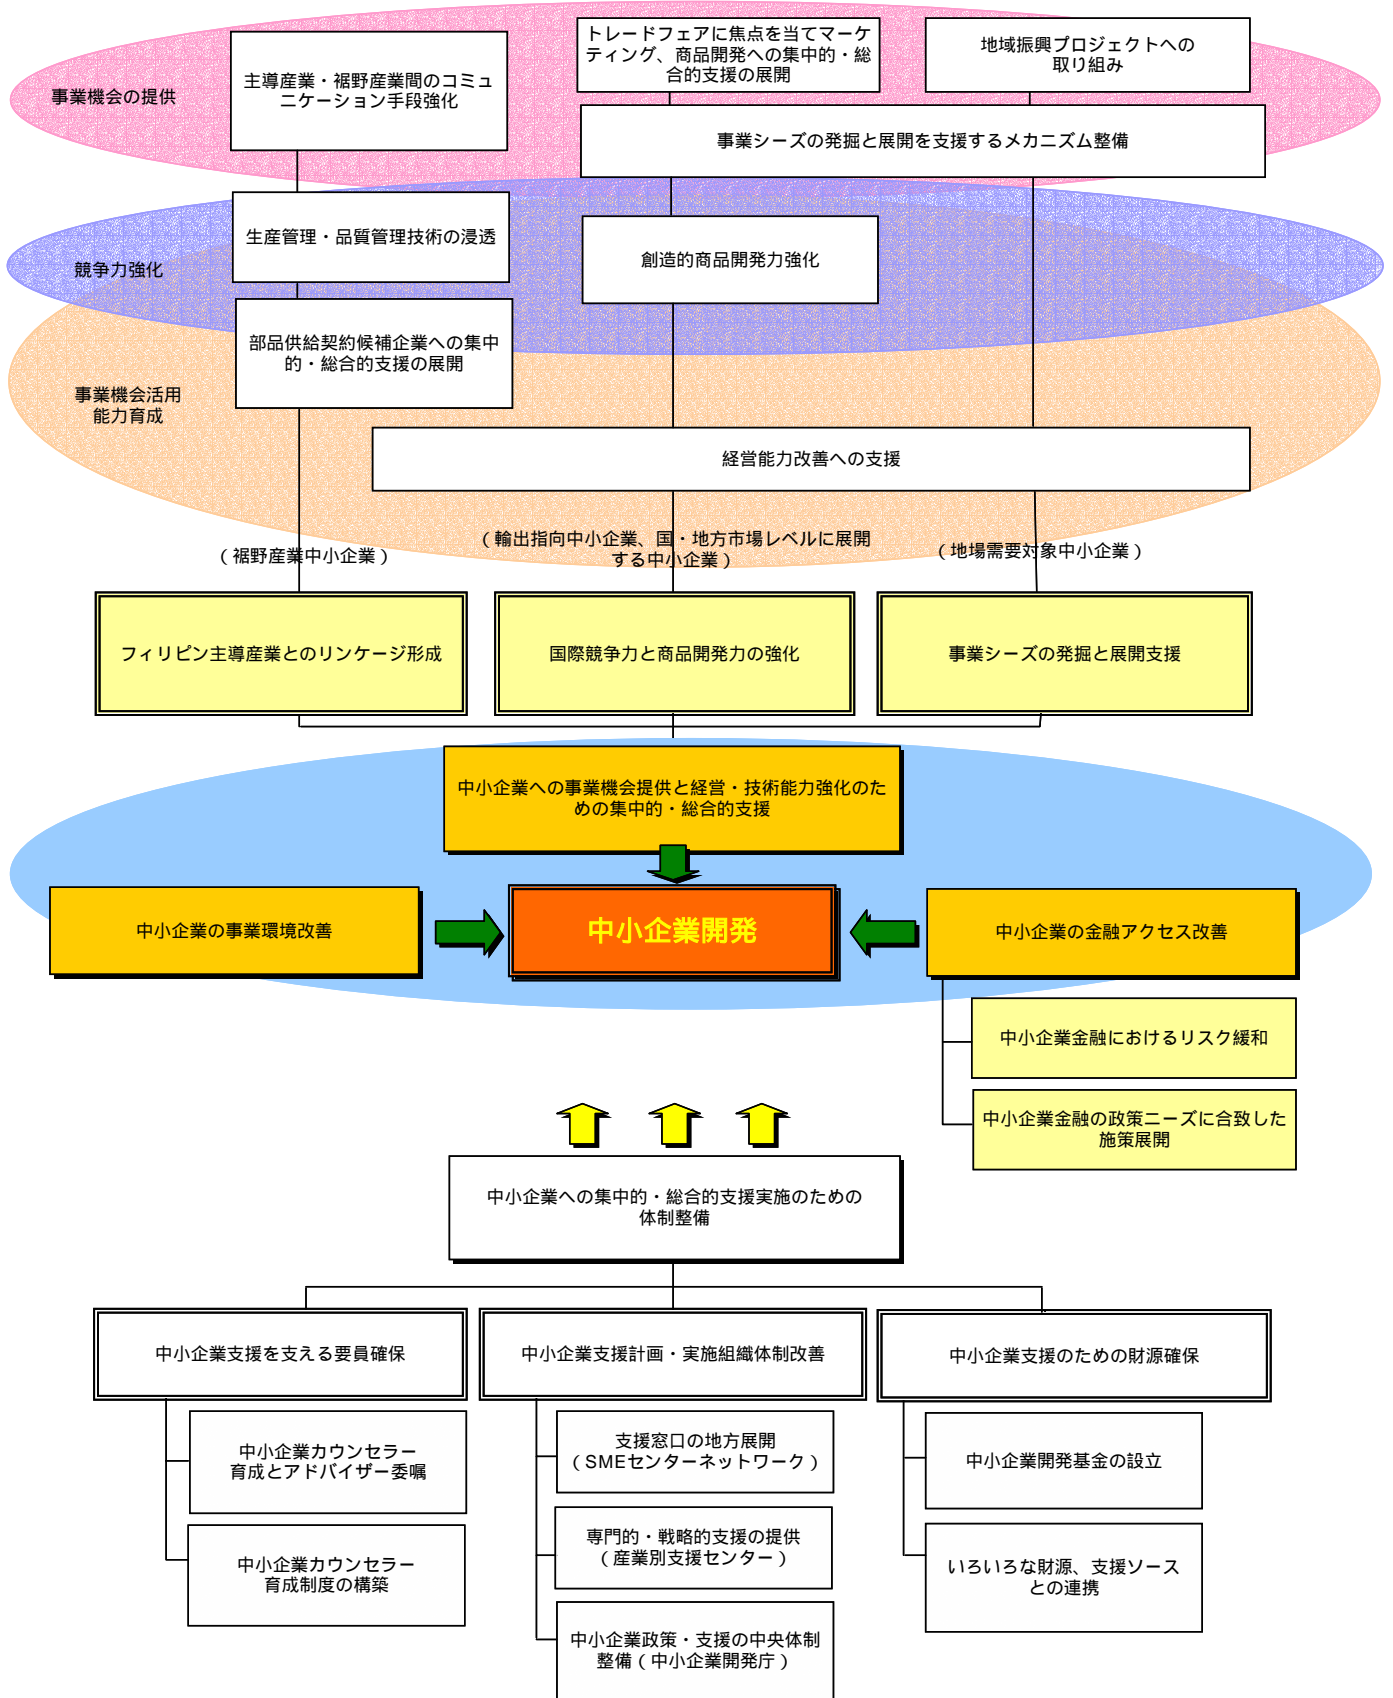 トレードフェアに焦点を当てマーケ
ティング、商品開発への集中的・総
合的支援の展開
地域振興プロジェクトへの
取り組み
主導産業・裾野産業間のコミュ
ニケーション手段強化
事業機会の提供
事業シーズの発掘と展開を支援するメカニズム整備
生産管理・品質管理技術の浸透
創造的商品開発力強化
競争力強化
部品供給契約候補企業への集中
的・総合的支援の展開
事業機会活用
能力育成
経営能力改善への支援
（裾野産業中小企業）
（輸出指向中小企業、国・地方市場レベルに展開
する中小企業）
（地場需要対象中小企業）
フィリピン主導産業とのリンケージ形成
国際競争力と商品開発力の強化
事業シーズの発掘と展開支援
中小企業への事業機会提供と経営・技術能力強化のた
めの集中的・総合的支援
中小企業の事業環境改善
中小企業開発
中小企業の金融アクセス改善
中小企業金融におけるリスク緩和
中小企業金融の政策ニーズに合致した
施策展開
中小企業への集中的・総合的支援実施のための
体制整備
中小企業支援を支える要員確保
中小企業支援計画・実施組織体制改善
中小企業支援のための財源確保
中小企業カウンセラー
育成とアドバイザー委嘱
支援窓口の地方展開
（SMEセンターネットワーク）
中小企業開発基金の設立
専門的・戦略的支援の提供
（産業別支援センター）
中小企業カウンセラー
育成制度の構築
いろいろな財源、支援ソース
との連携
中小企業政策・支援の中央体制
整備（中小企業開発庁）